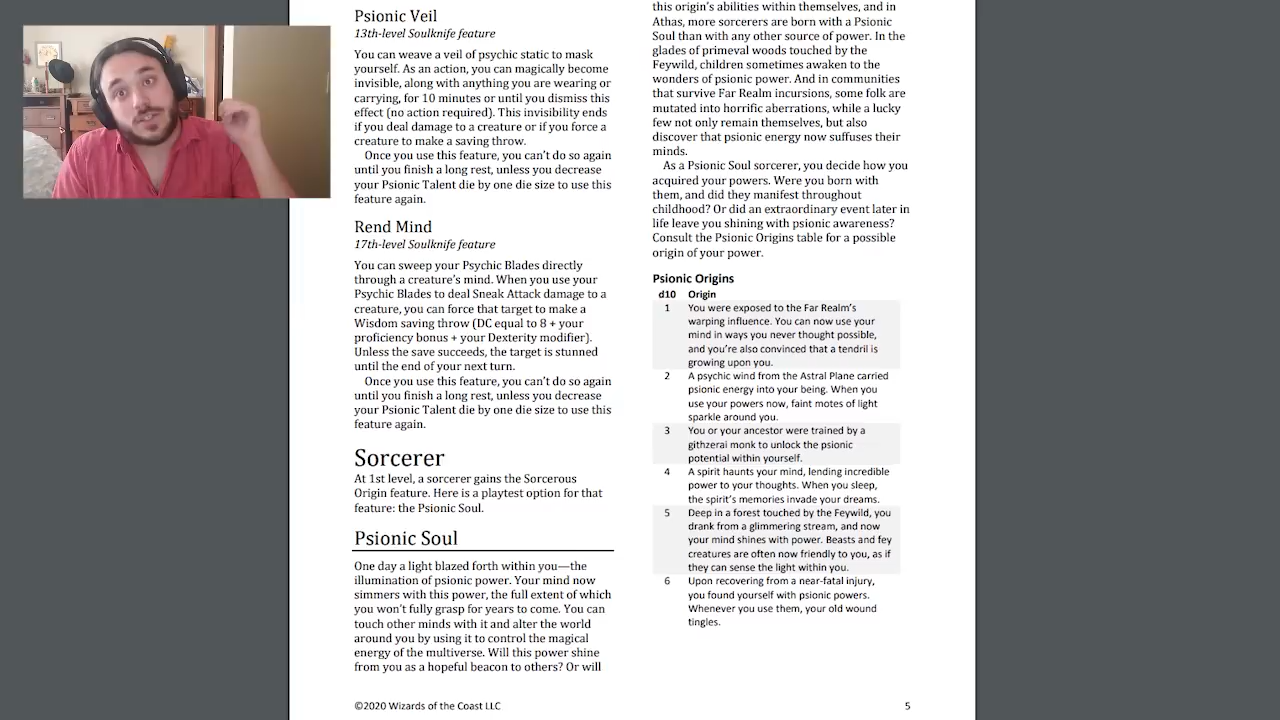 Psionic Veil
13th-level Soulknife feature
You can weave a veil of psychic static to mask
yourself. As an action, you can magically become
invisible, along with anything you are wearing or
carrying, for 10 minutes or until you dismiss this
effect (no action required). This invisibility ends
if you deal damage to a creature or if you force a
creature to make a saving throw.
Once you use this feature, you can't do so again
until you finish a long rest, unless you decrease
your Psionic Talent die by one die size to use this
feature again.
Rend Mind
17th-level Soulknife feature
You can sweep your Psychic Blades directly
through a creature's mind. When you use your
Psychic Blades to deal Sneak Attack damage to a
creature, you can force that target to make a
Wisdom saving throw (DC equal to 8 + your
proficiency bonus + your Dexterity modifier).
Unless the save succeeds, the target is stunned
until the end of your next turn.
Once you use this feature, you can't do so again
until you finish a long rest, unless you decrease
your Psionic Talent die by one die size to use this
feature again.
Sorcerer
At 1st level, a sorcerer gains the Sorcerous
Origin feature. Here is a playtest option for that
feature: the Psionic Soul.
Psionic Soul
One day a light blazed forth within you—the
illumination of psionic power. Your mind now
simmers with this power, the full extent of which
you won't fully grasp for years to come. You can
touch other minds with it and alter the world
around you by using it to control the magical
energy of the multiverse. Will this power shine
from you as a hopeful beacon to others? Or will
this origin's abilities within themselves, and in
Athas, more sorcerers are born with a Psionic
Soul than with any other source of power. In the
glades of primeval woods touched by the
Feywild, children sometimes awaken to the
wonders of psionic power. And in communities
that survive Far Realm incursions, some folk are
mutated into horrific aberrations, while a lucky
few not only remain themselves, but also
discover that psionic energy now suffuses their
minds.
As a Psionic Soul sorcerer, you decide how you
acquired your powers. Were you born with
them, and did they manifest throughout
childhood? Or did an extraordinary event later in
life leave you shining with psionic awareness?
Consult the Psionic Origins table for a possible
origin of your power.
Psionic Origins
d10 Origin
1 You were exposed to the Far Realm's
warping influence. You can now use your
mind in ways you never thought possible,
and you're also convinced that a tendril is
growing upon you.
2 A psychic wind from the Astral Plane carried
psionic energy into your being. When you
use your powers now, faint motes of light
sparkle around you.
3 You or your ancestor were trained by a
githzerai monk to unlock the psionic
potential within yourself.
4 A spirit haunts your mind, lending incredible
power to your thoughts. When you sleep,
the spirit's memories invade your dreams.
5 Deep in a forest touched by the Feywild, you
drank from a glimmering stream, and now
your mind shines with power. Beasts and fey
creatures are often now friendly to you, as if
they can sense the light within you.
6 Upon recovering from a near-fatal injury,
you found yourself with psionic powers.
Whenever you use them, your old wound
tingles.
©2020 Wizards of the Coast LLC 5